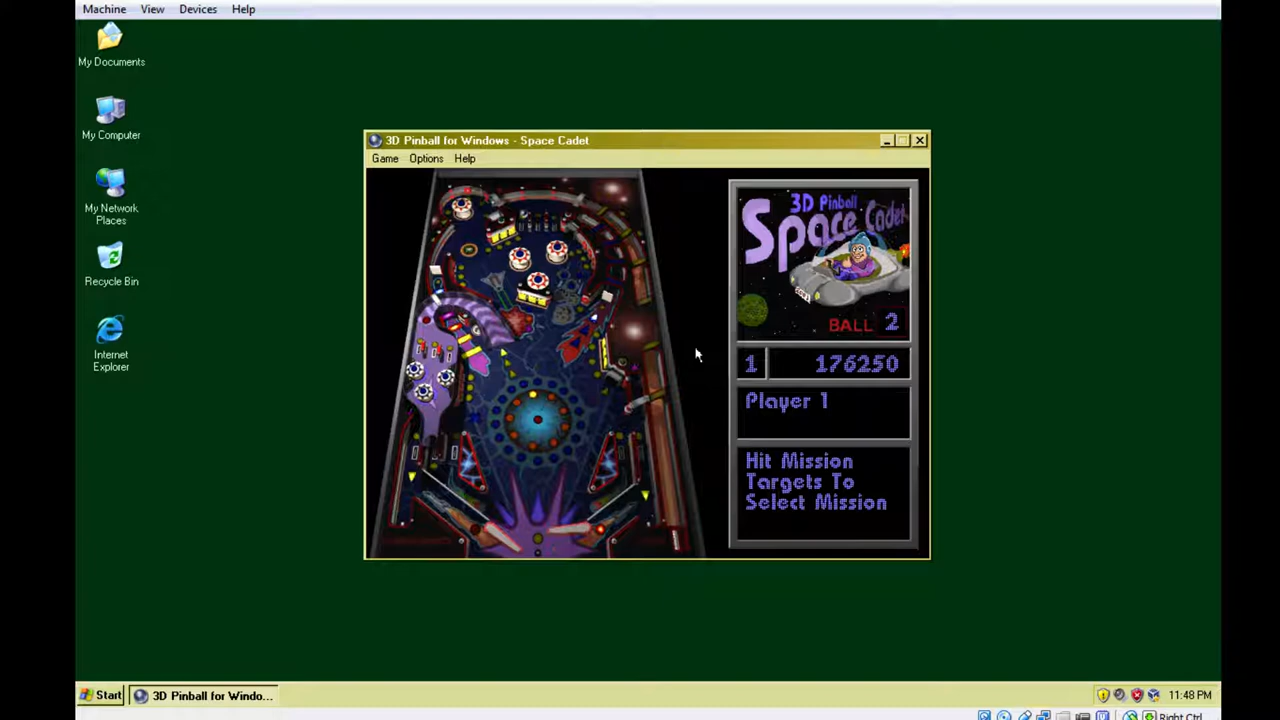 Machine View Devices Help
My Documents
My Computer
My Network
Places
Recycle Bin
Internet
Explorer
3D Pinball for Windows - Space Cadet
Game Options Help
3D Pinball
Space Cadet
BALL 2
1 176250
Player 1
Hit Mission
Targets To
Select Mission
Start 3D Pinball for Windo... 11:48 PM
Right Ctrl